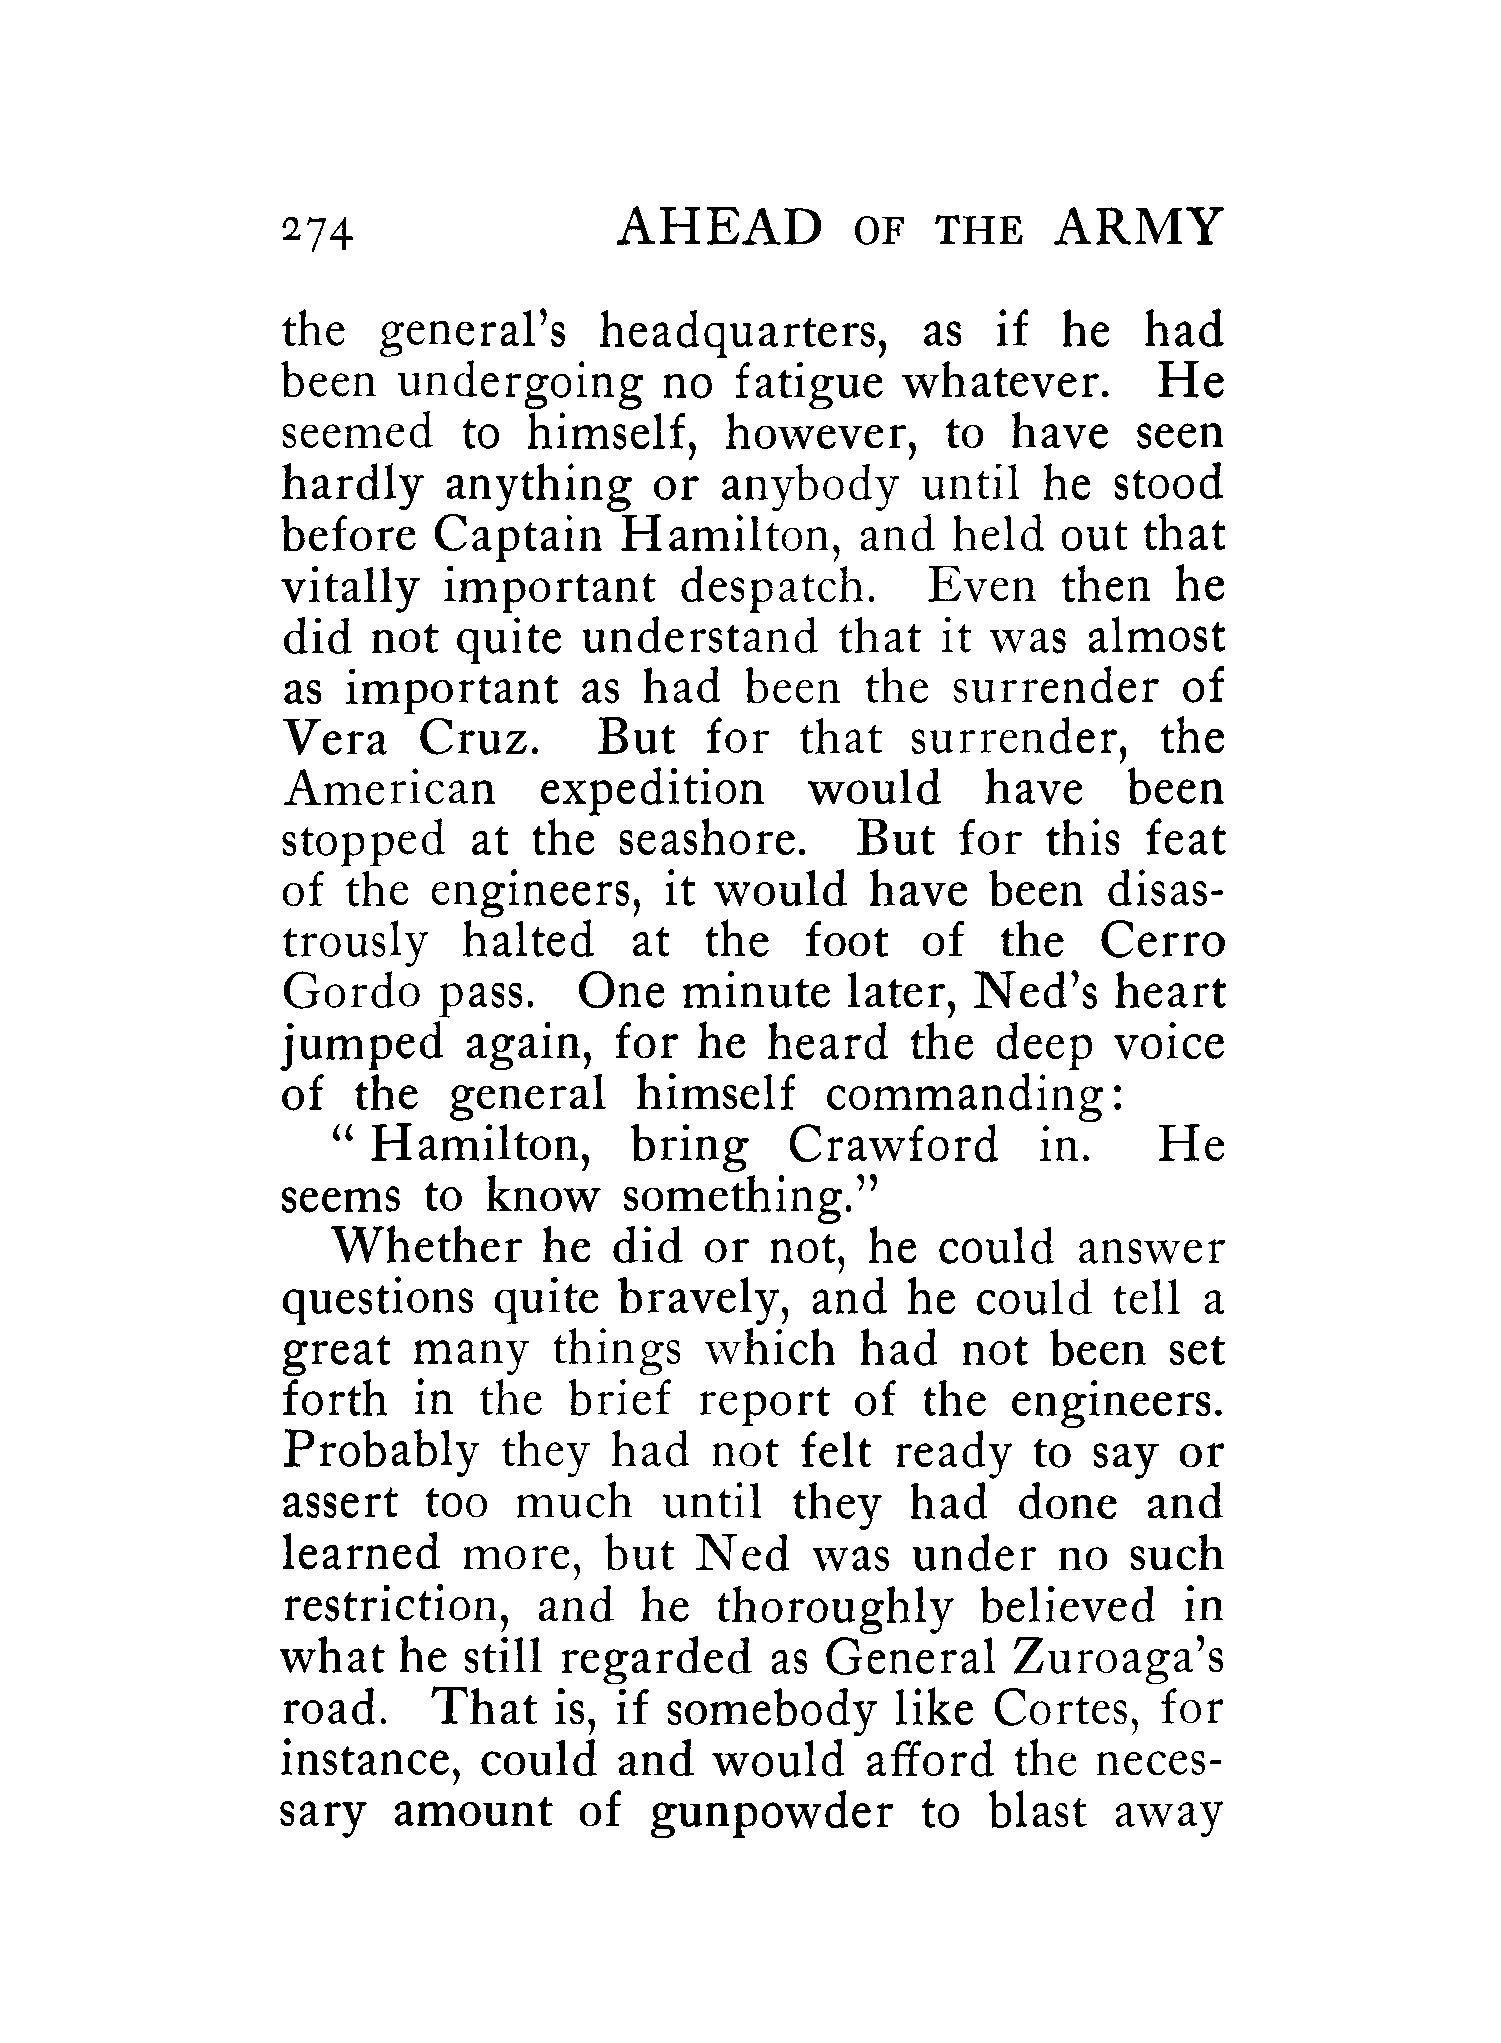 274 AHEAD OF THE ARMY
the general's headquarters, as if he had
been undergoing no fatigue whatever. He
seemed to himself, however, to have seen
hardly anything or anybody until he stood
before Captain Hamilton, and held out that
vitally important despatch. Even then he
did not quite understand that it was almost
as important as had been the surrender of
Vera Cruz. But for that surrender, the
American expedition would have been
stopped at the seashore. But for this feat
of the engineers, it would have been disas-
trously halted at the foot of the Cerro
Gordo pass. One minute later, Ned's heart
jumped again, for he heard the deep voice
of the general himself commanding:
" Hamilton, bring Crawford in. He
seems to know something."
Whether he did or not, he could answer
questions quite bravely, and he could tell a
great many things which had not been set
forth in the brief report of the engineers.
Probably they had not felt ready to say or
assert too much until they had done and
learned more, but Ned was under no such
restriction, and he thoroughly believed in
what he still regarded as General Zuroaga's
road. That is, if somebody like Cortes, for
instance, could and would afford the neces-
sary amount of gunpowder to blast away